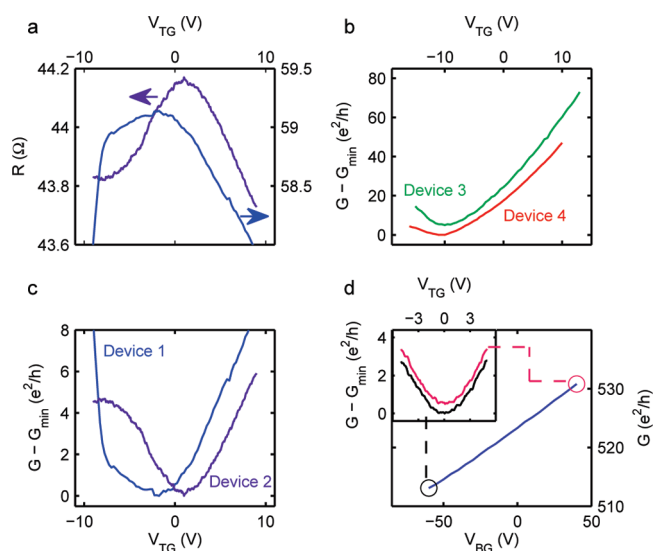 V_TG (V)
a
−10 0 10
44.2
44
43.8
43.6
R (Ω)
59.4
59
58.5
V_TG (V)
b
−10 0 10
80
60
40
20
0
G − G_min (e²/h)
Device 3
Device 4
c
8
6
4
2
0
G − G_min (e²/h)
Device 1
Device 2
−10 0 10
V_TG (V)
d
V_TG (V)
−3 0 3
4
2
0
G − G_min (e²/h)
530
520
510
G (e²/h)
−50 0 50
V_BG (V)